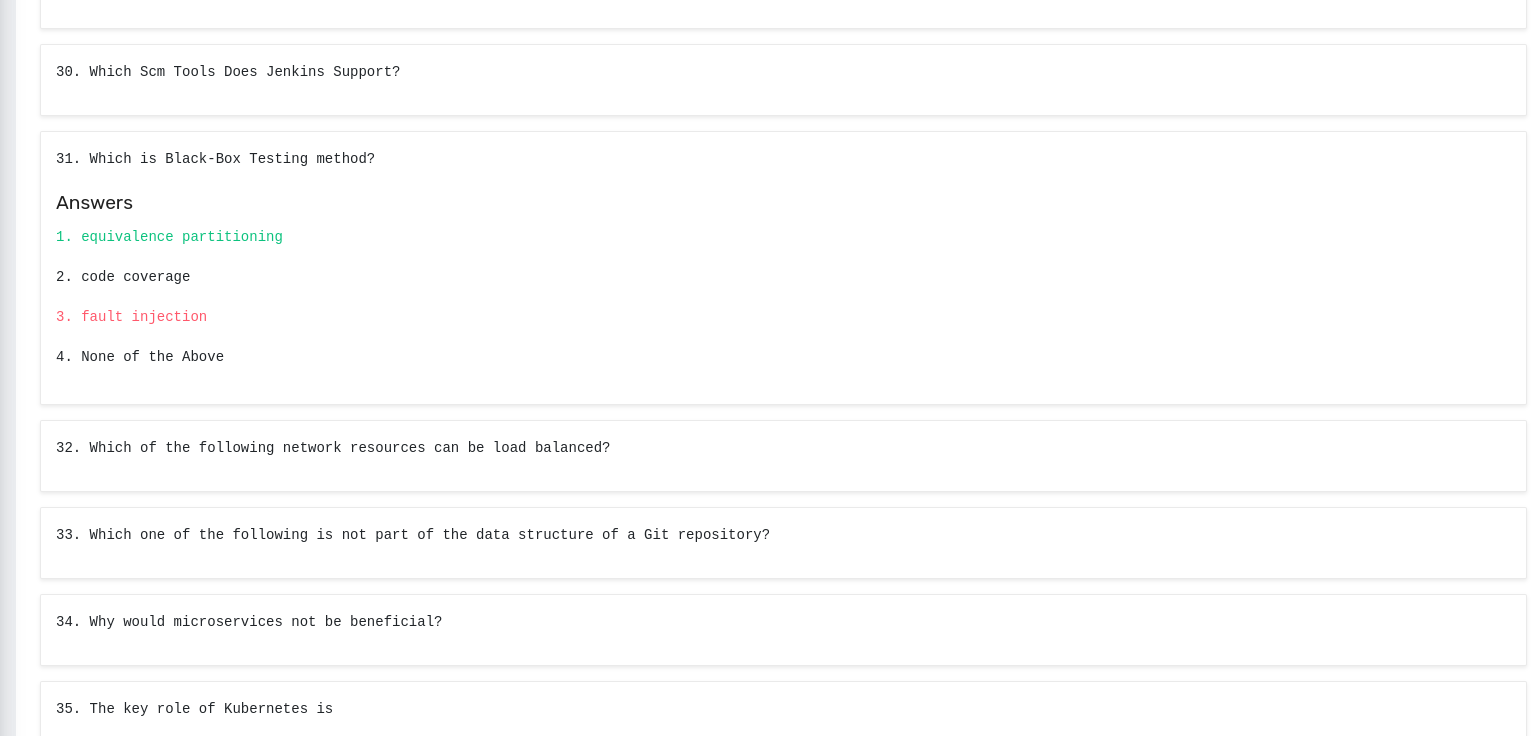 30. Which Scm Tools Does Jenkins Support?
31. Which is Black-Box Testing method?
Answers
1. equivalence partitioning
2. code coverage
3. fault injection
4. None of the Above
32. Which of the following network resources can be load balanced?
33. Which one of the following is not part of the data structure of a Git repository?
34. Why would microservices not be beneficial?
35. The key role of Kubernetes is